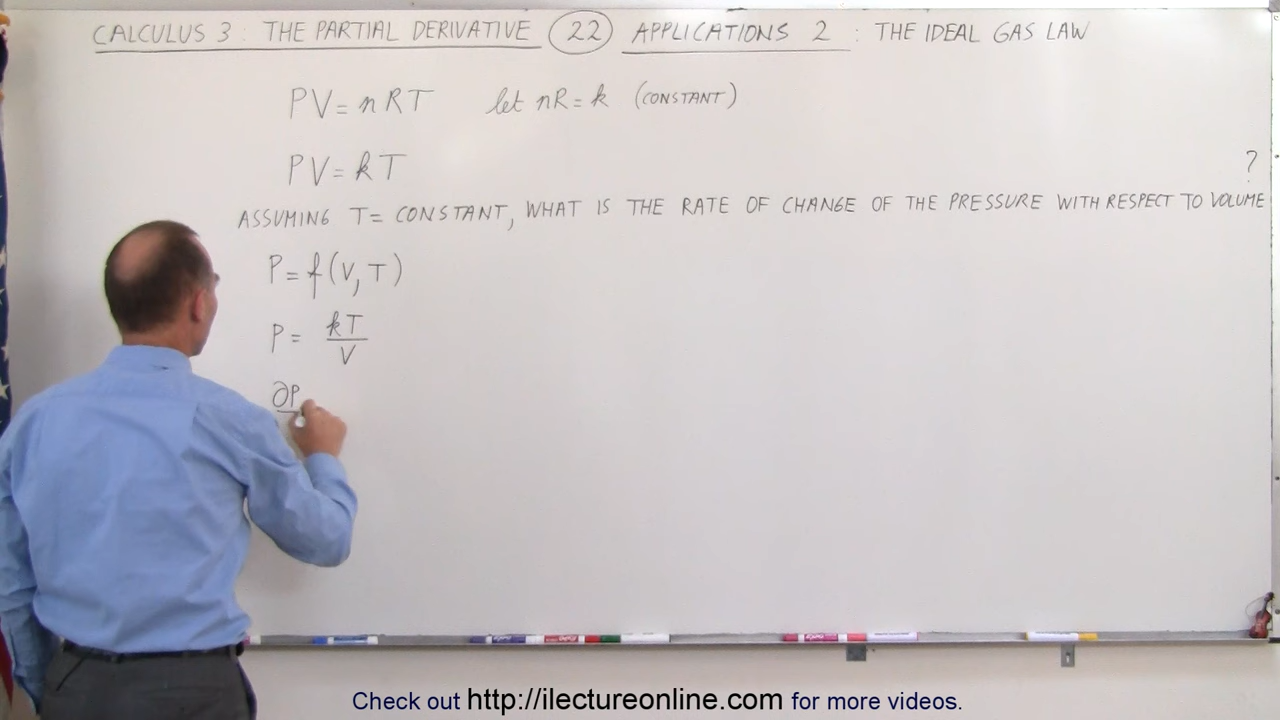 CALCULUS 3 : THE PARTIAL DERIVATIVE 22 APPLICATIONS 2 : THE IDEAL GAS LAW
PV = nRT let nR = k (CONSTANT)
PV = kT
ASSUMING T = CONSTANT, WHAT IS THE RATE OF CHANGE OF THE PRESSURE WITH RESPECT TO VOLUME ?
P = f(V, T)
P = kT / V
∂P
Check out http://ilectureonline.com for more videos.